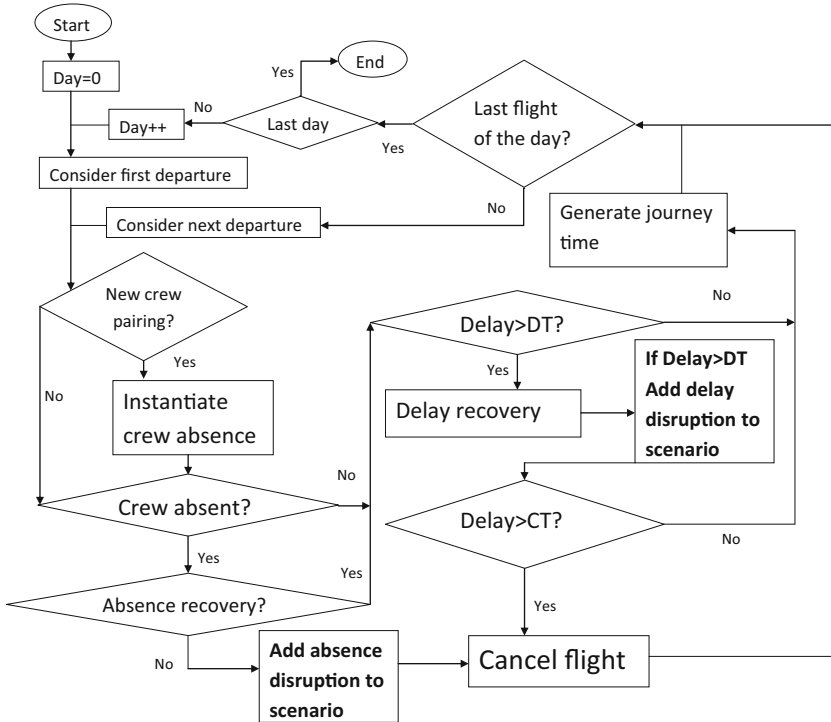 Start
Day=0
Yes
End
No
Day++
Last day
Yes
Last flight
of the day?
Consider first departure
No
Consider next departure
Generate journey
time
New crew
pairing?
Yes
No
Instantiate
crew absence
Delay>DT?
No
Yes
Delay recovery
If Delay>DT
Add delay
disruption to
scenario
No
Crew absent?
Yes
Delay>CT?
No
Yes
Absence recovery?
Yes
No
Add absence
disruption to
scenario
Cancel flight